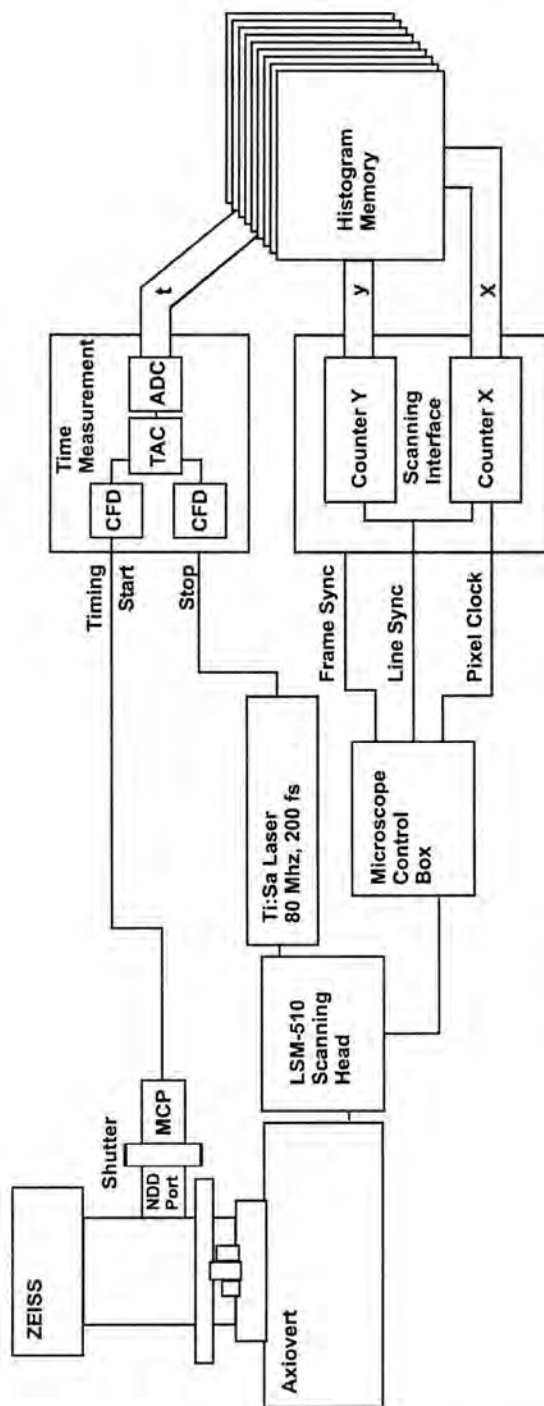 ZEISS
Shutter
NDD
Port
MCP
Axiovert
LSM-510
Scanning
Head
Ti:Sa Laser
80 Mhz, 200 fs
Microscope
Control
Box
Timing
Start
Stop
Frame Sync
Line Sync
Pixel Clock
Time
Measurement
CFD
CFD
TAC
ADC
Counter Y
Scanning
Interface
Counter X
t
y
X
Histogram
Memory